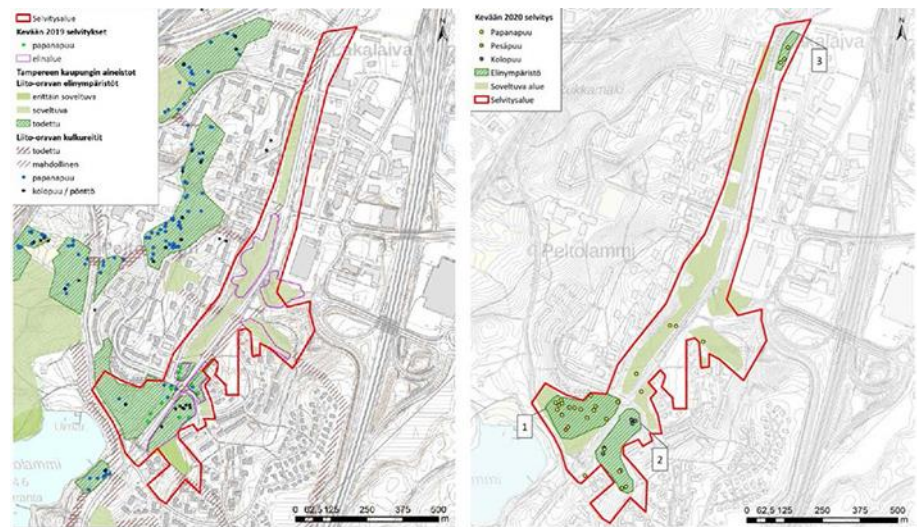 Selvitysalue
Kevään 2019 selvitykset
papanapuu
elinalue
Tampereen kaupungin aineistot
Liito-oravan elinympäristöt
erittäin soveltuva
soveltuva
todettu
Liito-oravan kulkureitit
todettu
mahdollinen
papanapuu
kolopuu / pönttö
N
0 62,5 125 250 375 500
m
Kevään 2020 selvitys
Papanapuu
Pesäpuu
Kolopuu
Elinympäristö
Soveltuva alue
Selvitysalue
N
3
Peltolammi
1
2
0 62,5 125 250 375 500
m